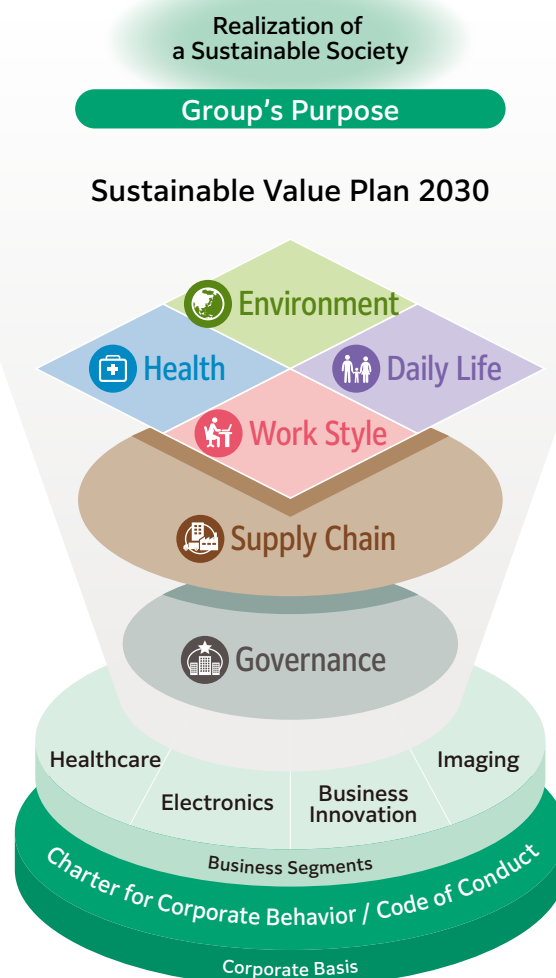 Realization of
a Sustainable Society
Group's Purpose
Sustainable Value Plan 2030
Environment
Health
Daily Life
Work Style
Supply Chain
Governance
Healthcare
Electronics
Business
Innovation
Imaging
Business Segments
Charter for Corporate Behavior / Code of Conduct
Corporate Basis